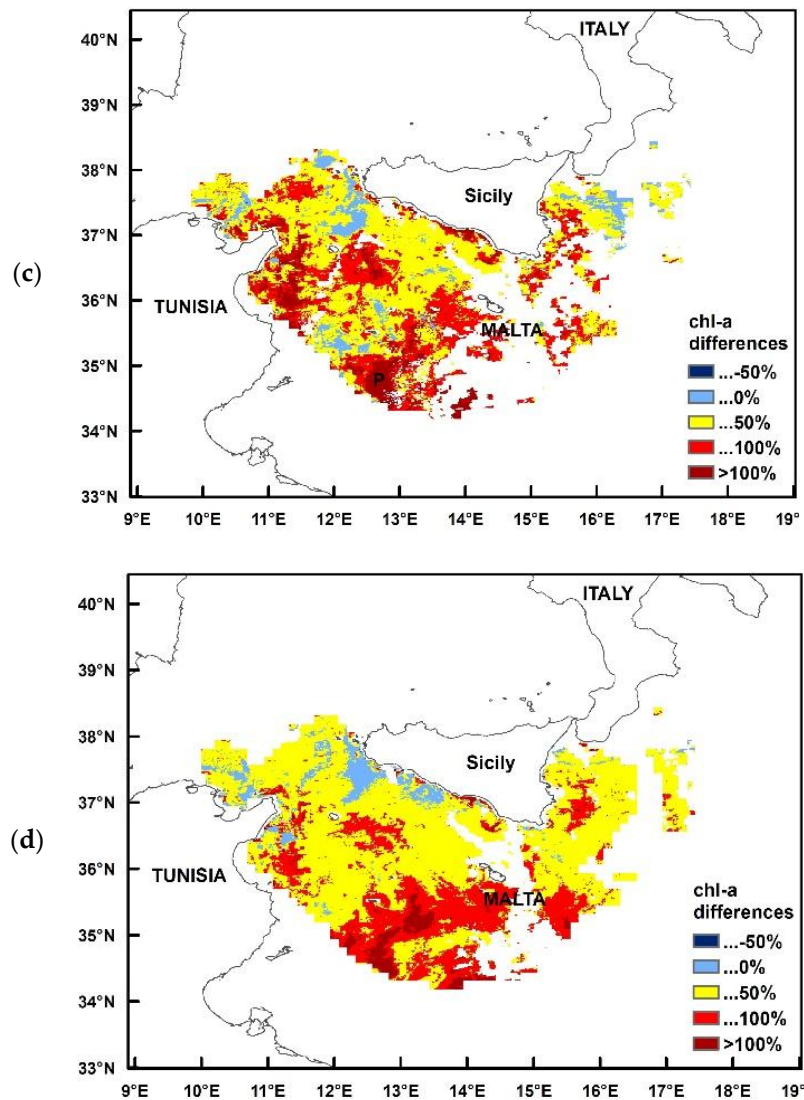 (c)
40°N
39°N
38°N
37°N
36°N
35°N
34°N
33°N
ITALY
Sicily
TUNISIA
MALTA
P
chl-a
differences
...-50%
...0%
...50%
...100%
>100%
9°E 10°E 11°E 12°E 13°E 14°E 15°E 16°E 17°E 18°E 19°
(d)
40°N
39°N
38°N
37°N
36°N
35°N
34°N
33°N
ITALY
Sicily
TUNISIA
MALTA
chl-a
differences
...-50%
...0%
...50%
...100%
>100%
9°E 10°E 11°E 12°E 13°E 14°E 15°E 16°E 17°E 18°E 19°